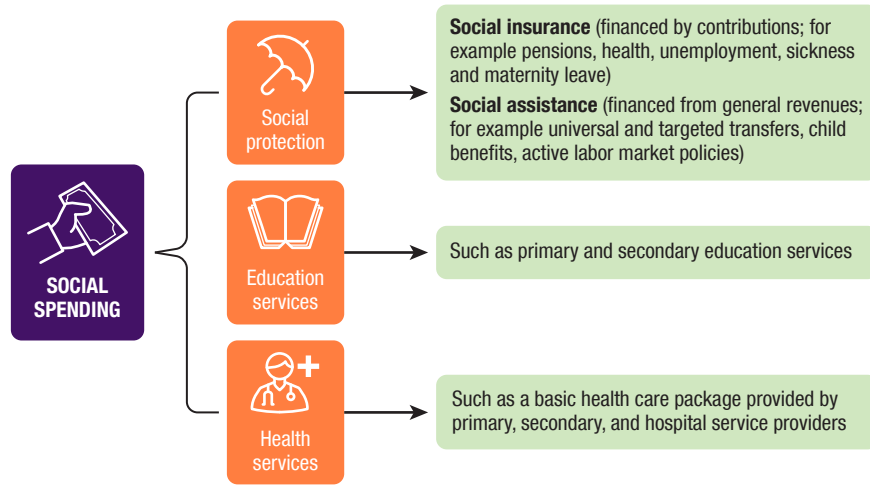 SOCIAL
SPENDING
Social
protection
Social insurance (financed by contributions; for
example pensions, health, unemployment, sickness
and maternity leave)
Social assistance (financed from general revenues;
for example universal and targeted transfers, child
benefits, active labor market policies)
Education
services
Such as primary and secondary education services
Health
services
Such as a basic health care package provided by
primary, secondary, and hospital service providers